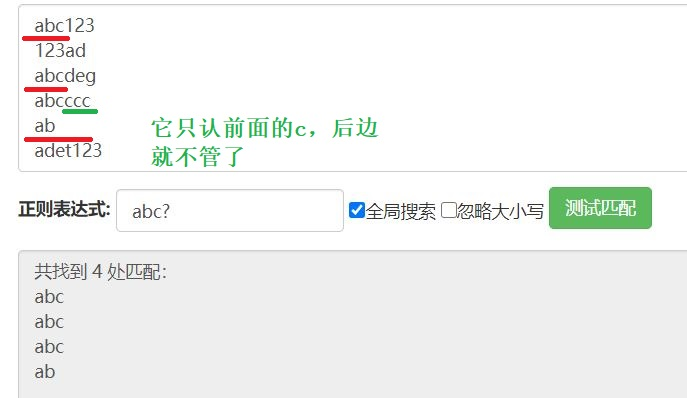 abc123
123ad
abcdeg
abccccc
ab
adet123
它只认前面的c，后边
就不管了
正则表达式: abc? 全局搜索 忽略大小写 测试匹配
共找到 4 处匹配:
abc
abc
abc
ab